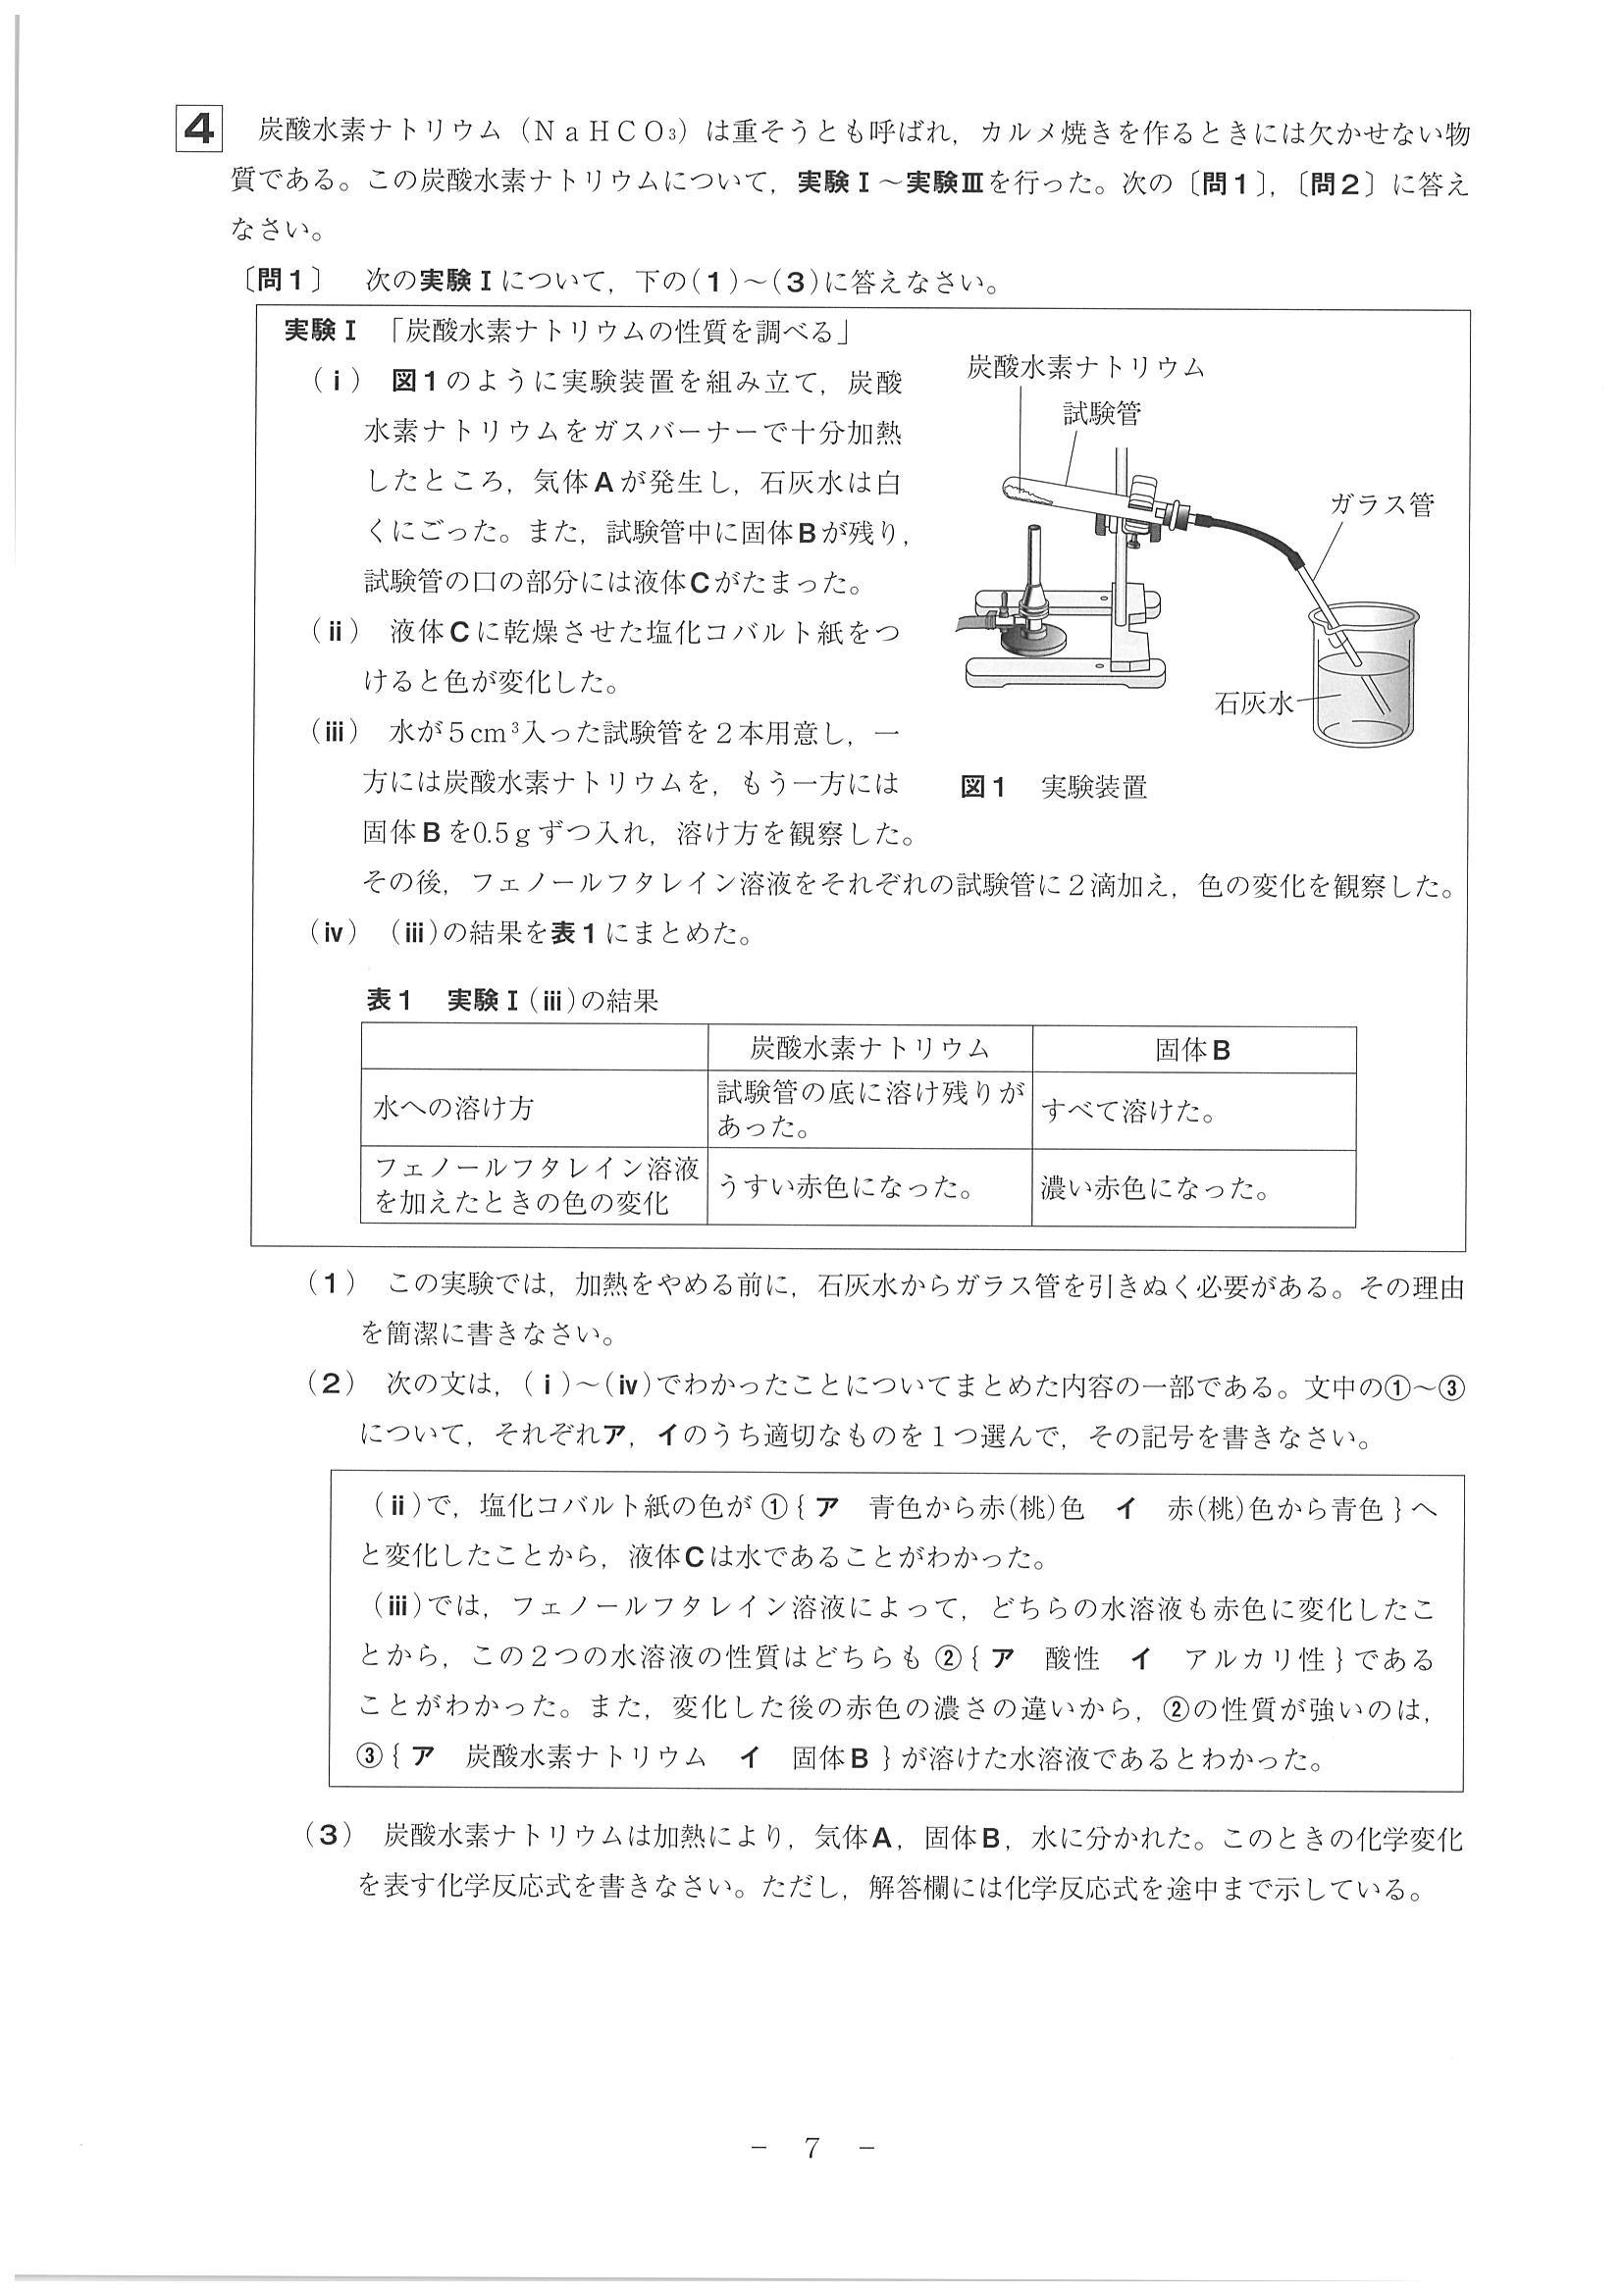 4 炭酸水素ナトリウム（NaHCO₃）は重そうとも呼ばれ，カルメ焼きを作るときには欠かせない物
質である。この炭酸水素ナトリウムについて，実験Ⅰ～実験Ⅲを行った。次の〔問1〕，〔問2〕に答え
なさい。
〔問1〕 次の実験Ⅰについて，下の(1)～(3)に答えなさい。
実験Ⅰ 「炭酸水素ナトリウムの性質を調べる」
(ⅰ) 図1のように実験装置を組み立て，炭酸
水素ナトリウムをガスバーナーで十分加熱
したところ，気体Aが発生し，石灰水は白
くにごった。また，試験管中に固体Bが残り，
試験管の口の部分には液体Cがたまった。
(ⅱ) 液体Cに乾燥させた塩化コバルト紙をつ
けると色が変化した。
(ⅲ) 水が5cm³入った試験管を2本用意し，一
方には炭酸水素ナトリウムを，もう一方には
固体Bを0.5gずつ入れ，溶け方を観察した。
その後，フェノールフタレイン溶液をそれぞれの試験管に2滴加え，色の変化を観察した。
(ⅳ) (ⅲ)の結果を表1にまとめた。
炭酸水素ナトリウム
試験管
ガラス管
石灰水
図1 実験装置
表1 実験Ⅰ(ⅲ)の結果
炭酸水素ナトリウム 固体B
水への溶け方
試験管の底に溶け残りが
あった。
すべて溶けた。
フェノールフタレイン溶液
を加えたときの色の変化
うすい赤色になった。
濃い赤色になった。
(1) この実験では，加熱をやめる前に，石灰水からガラス管を引きぬく必要がある。その理由
を簡潔に書きなさい。
(2) 次の文は，(ⅰ)～(ⅳ)でわかったことについてまとめた内容の一部である。文中の①～③
について，それぞれア，イのうち適切なものを1つ選んで，その記号を書きなさい。
(ⅱ)で，塩化コバルト紙の色が ①{ ア 青色から赤(桃)色 イ 赤(桃)色から青色 }へ
と変化したことから，液体Cは水であることがわかった。
(ⅲ)では，フェノールフタレイン溶液によって，どちらの水溶液も赤色に変化したこ
とから，この2つの水溶液の性質はどちらも ②{ ア 酸性 イ アルカリ性 }である
ことがわかった。また，変化した後の赤色の濃さの違いから，②の性質が強いのは，
③{ ア 炭酸水素ナトリウム イ 固体B }が溶けた水溶液であるとわかった。
(3) 炭酸水素ナトリウムは加熱により，気体A，固体B，水に分かれた。このときの化学変化
を表す化学反応式を書きなさい。ただし，解答欄には化学反応式を途中まで示している。
－ 7 －